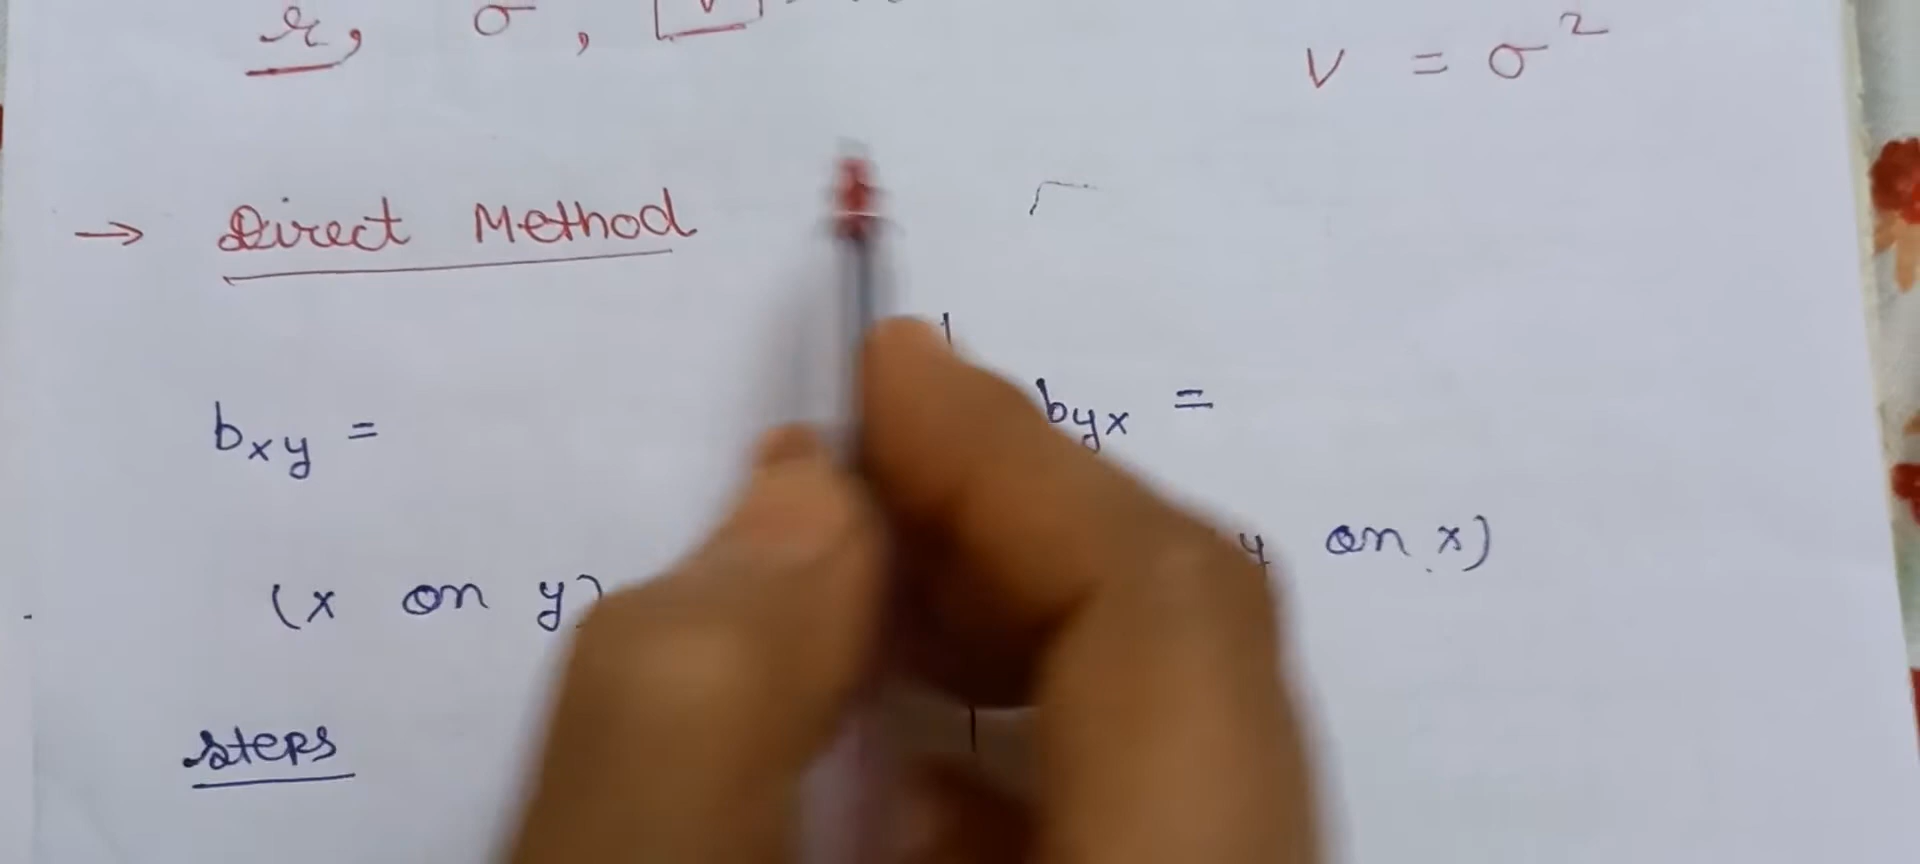 r, σ, V
V = σ²
→ Direct Method
bxy =
byx =
(x on y)
y on x)
steps